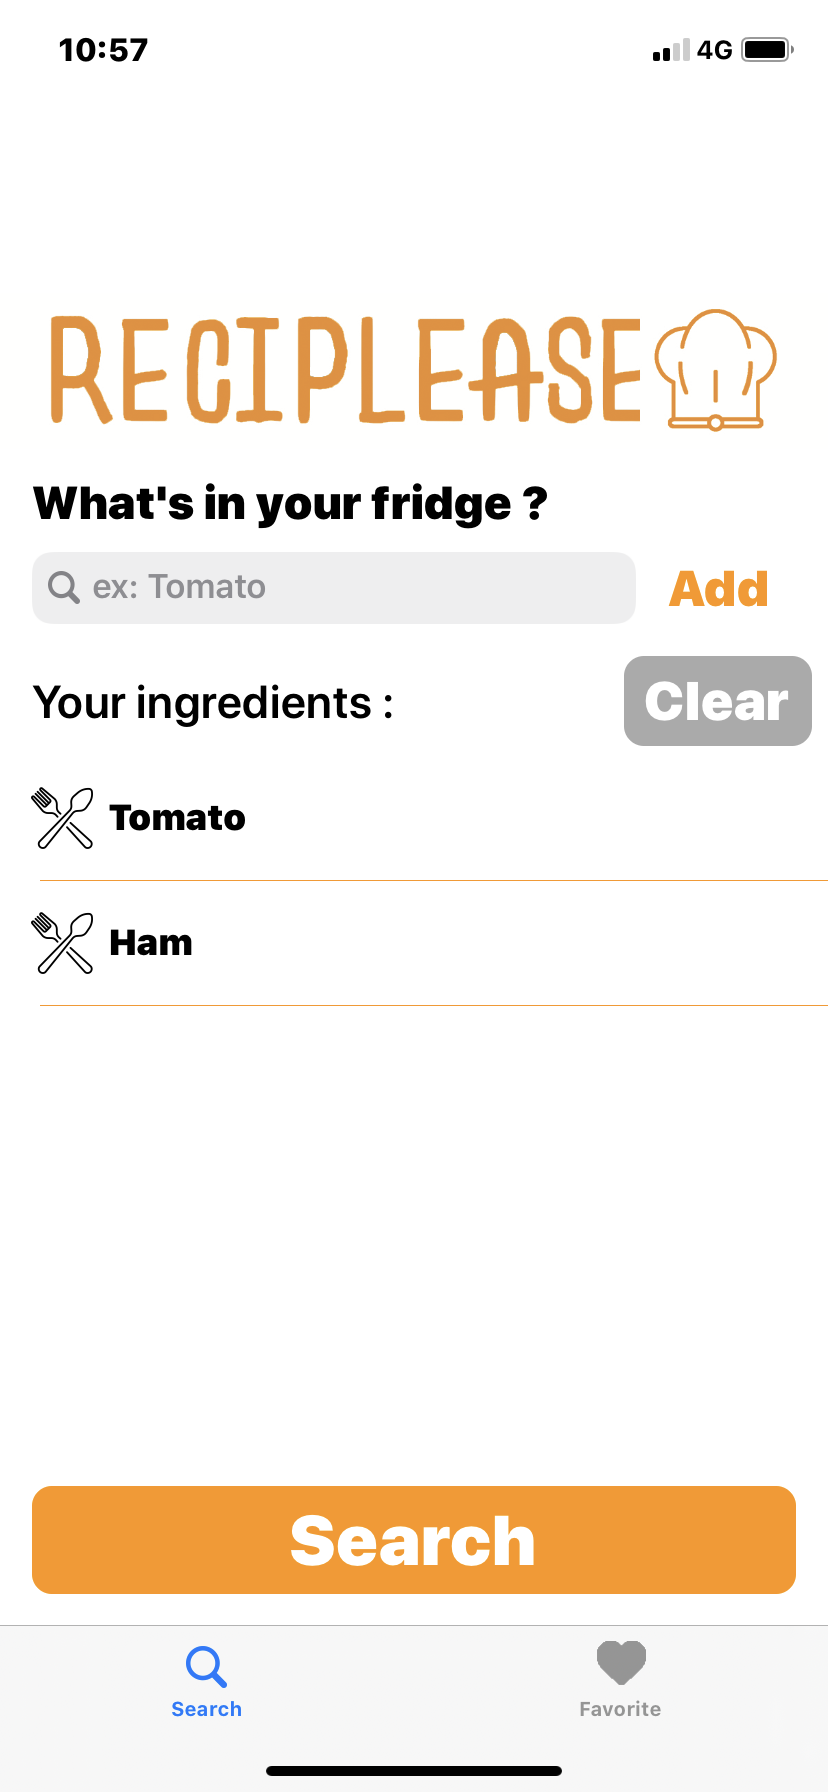 10:57 4G
RECIPLEASE
What's in your fridge ?
ex: Tomato Add
Your ingredients : Clear
Tomato
Ham
Search
Search Favorite